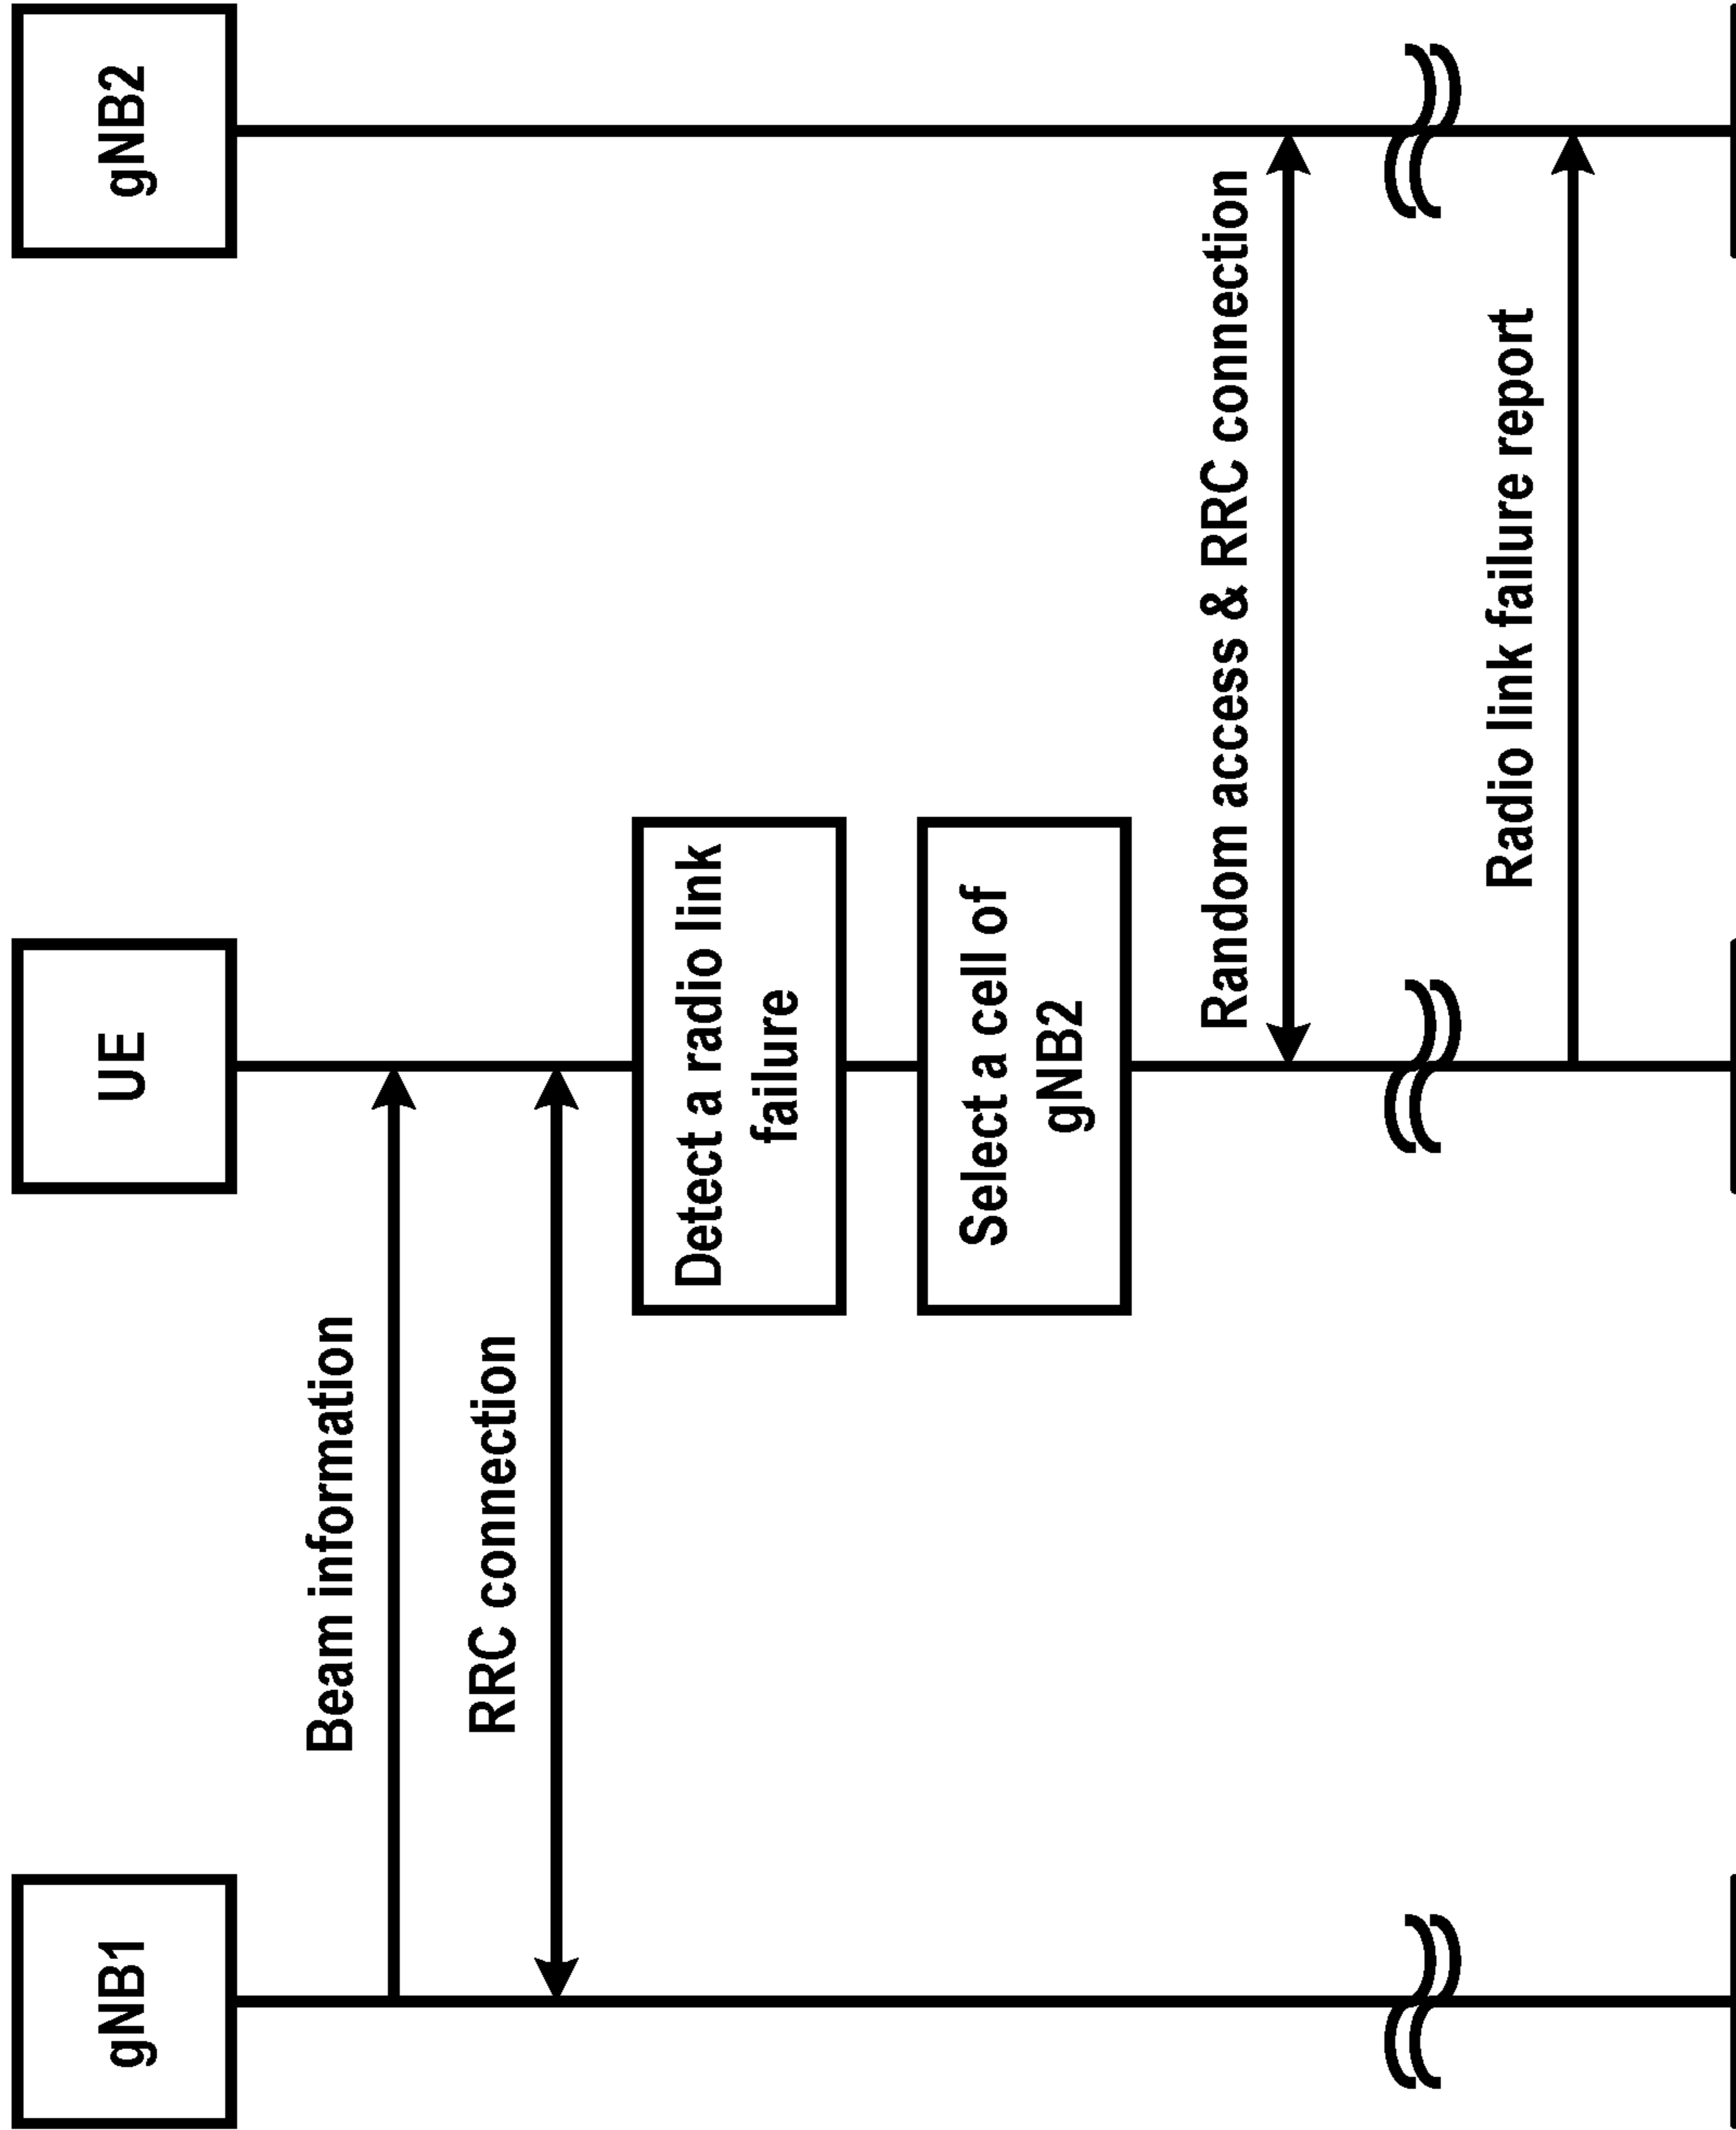 gNB1
UE
gNB2
Beam information
RRC connection
Detect a radio link
failure
Select a cell of
gNB2
Random access & RRC connection
Radio link failure report